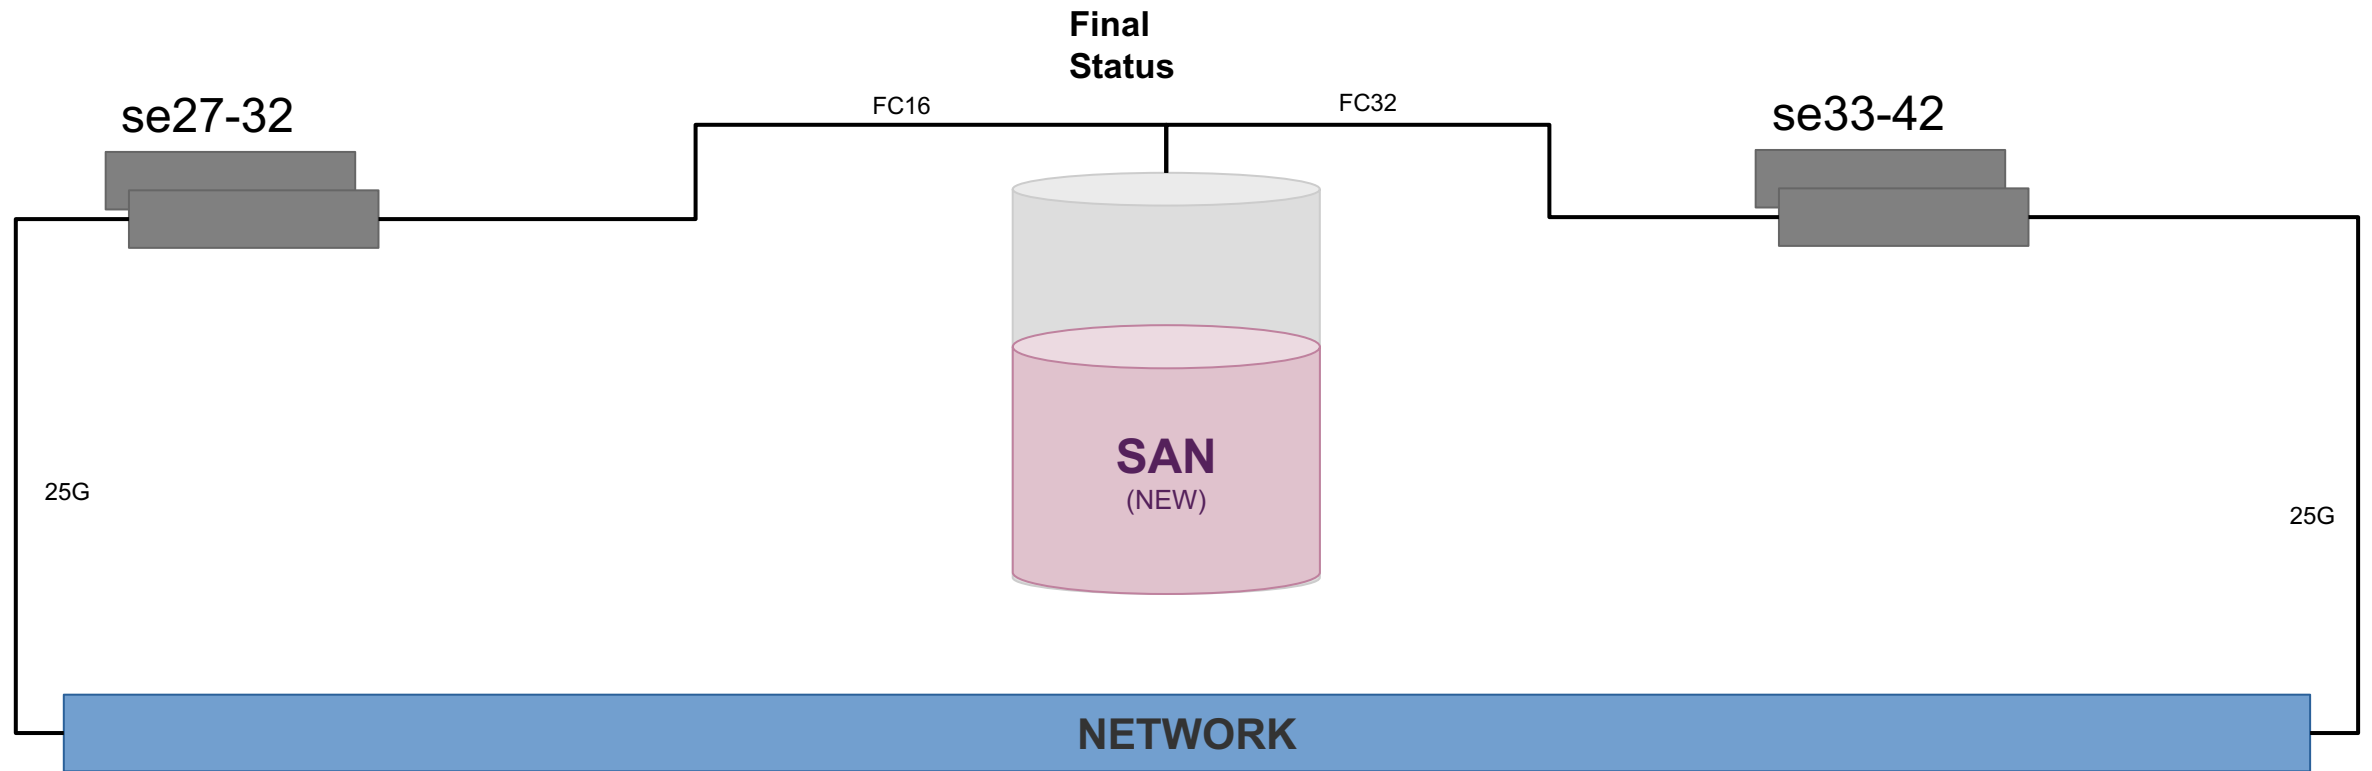 Final
Status
se27-32
FC16
FC32
se33-42
SAN
(NEW)
25G
25G
NETWORK